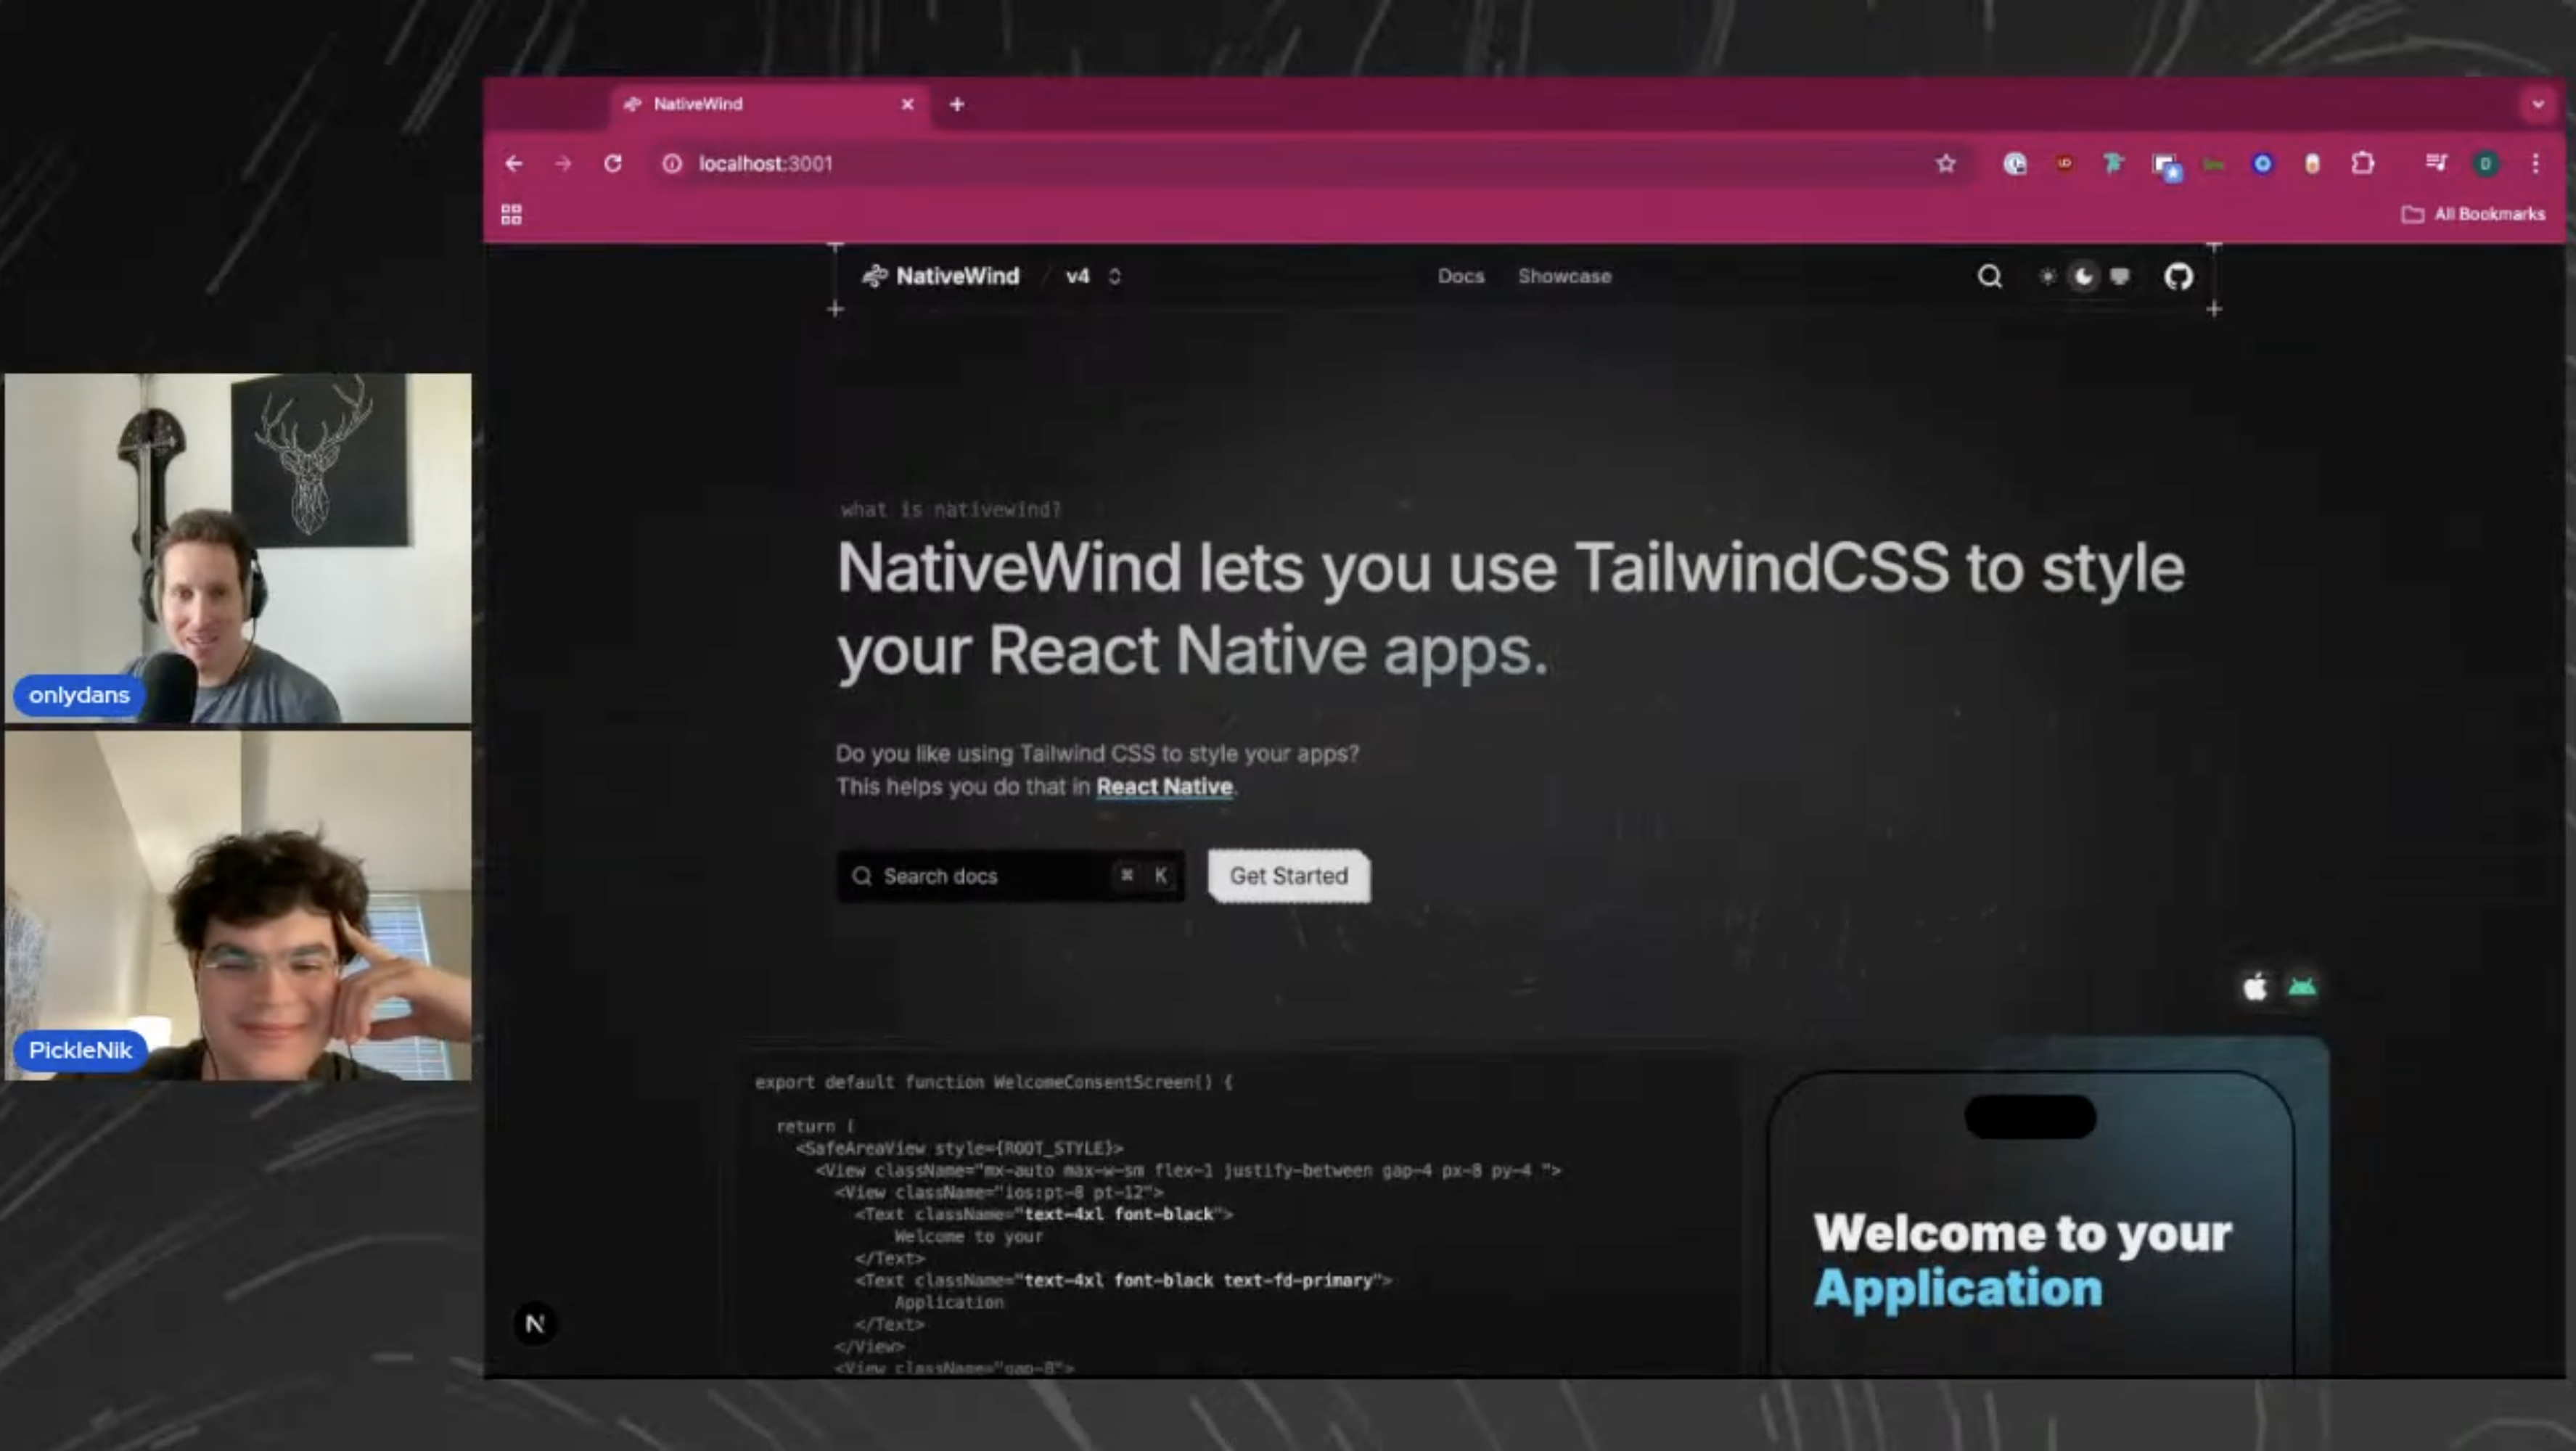 NativeWind
localhost:3001
All Bookmarks
NativeWind / v4
Docs
Showcase
what is nativewind?
NativeWind lets you use TailwindCSS to style
your React Native apps.
Do you like using Tailwind CSS to style your apps?
This helps you do that in React Native.
Search docs
⌘ K
Get Started
onlydans
PickleNik
export default function WelcomeConsentScreen() {
return (
<SafeAreaView style={ROOT_STYLE}>
<View className="mx-auto max-w-sm flex-1 justify-between gap-4 px-8 py-4 ">
<View className="ios:pt-8 pt-12">
<Text className="text-4xl font-black">
Welcome to your
</Text>
<Text className="text-4xl font-black text-fd-primary">
Application
</Text>
</View>
<View className="gap-8">
Welcome to your
Application
N